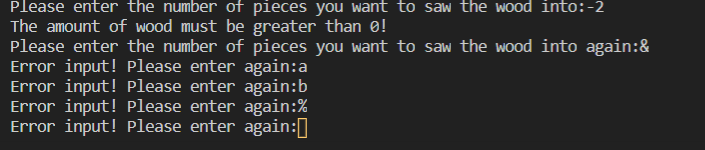 Please enter the number of pieces you want to saw the wood into:-2
The amount of wood must be greater than 0!
Please enter the number of pieces you want to saw the wood into again:&
Error input! Please enter again:a
Error input! Please enter again:b
Error input! Please enter again:%
Error input! Please enter again: